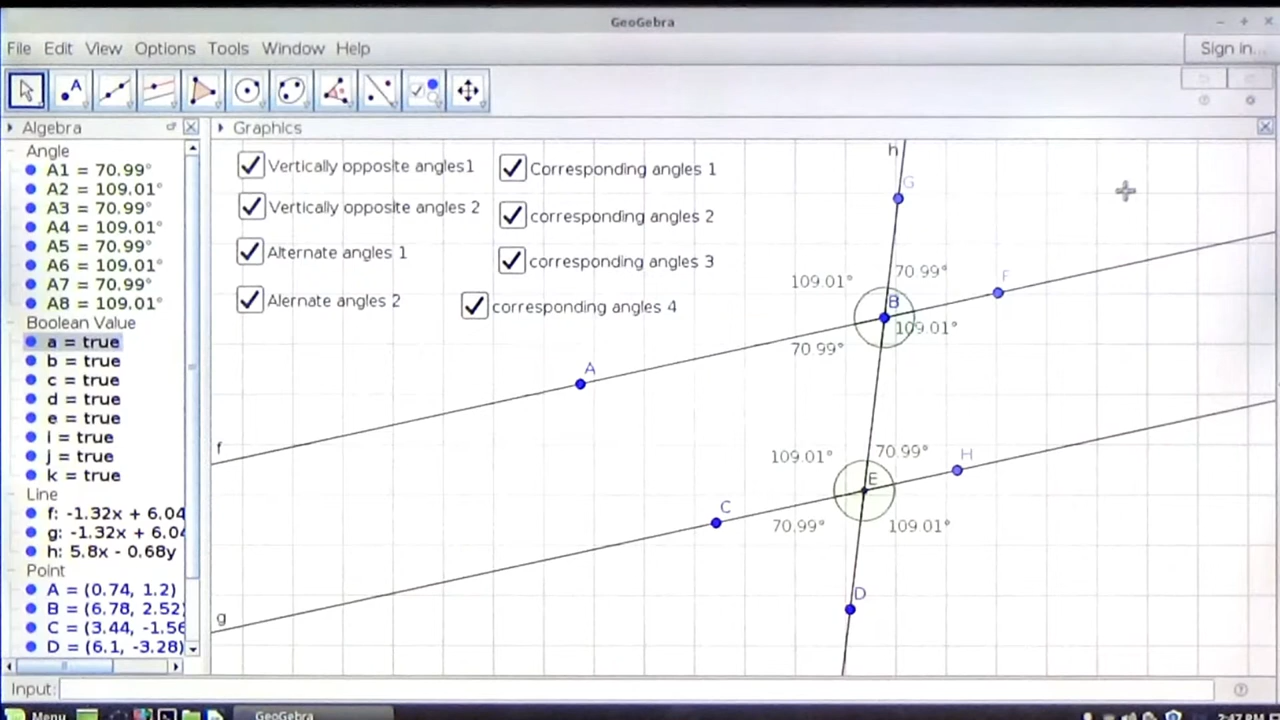 GeoGebra
File Edit View Options Tools Window Help
Sign in...
Algebra
Graphics
Angle
A1 = 70.99°
A2 = 109.01°
A3 = 70.99°
A4 = 109.01°
A5 = 70.99°
A6 = 109.01°
A7 = 70.99°
A8 = 109.01°
Boolean Value
a = true
b = true
c = true
d = true
e = true
i = true
j = true
k = true
Line
f: -1.32x + 6.04
g: -1.32x + 6.04
h: 5.8x - 0.68y
Point
A = (0.74, 1.2)
B = (6.78, 2.52)
C = (3.44, -1.56
D = (6.1, -3.28)
Vertically opposite angles1
Corresponding angles 1
Vertically opposite angles 2
corresponding angles 2
Alternate angles 1
corresponding angles 3
Alernate angles 2
corresponding angles 4
h
G
109.01°
70.99°
F
B
109.01°
70.99°
A
f
109.01°
70.99°
H
E
C
70.99°
109.01°
D
g
Input:
Menu
GeoGebra
2:47 PM